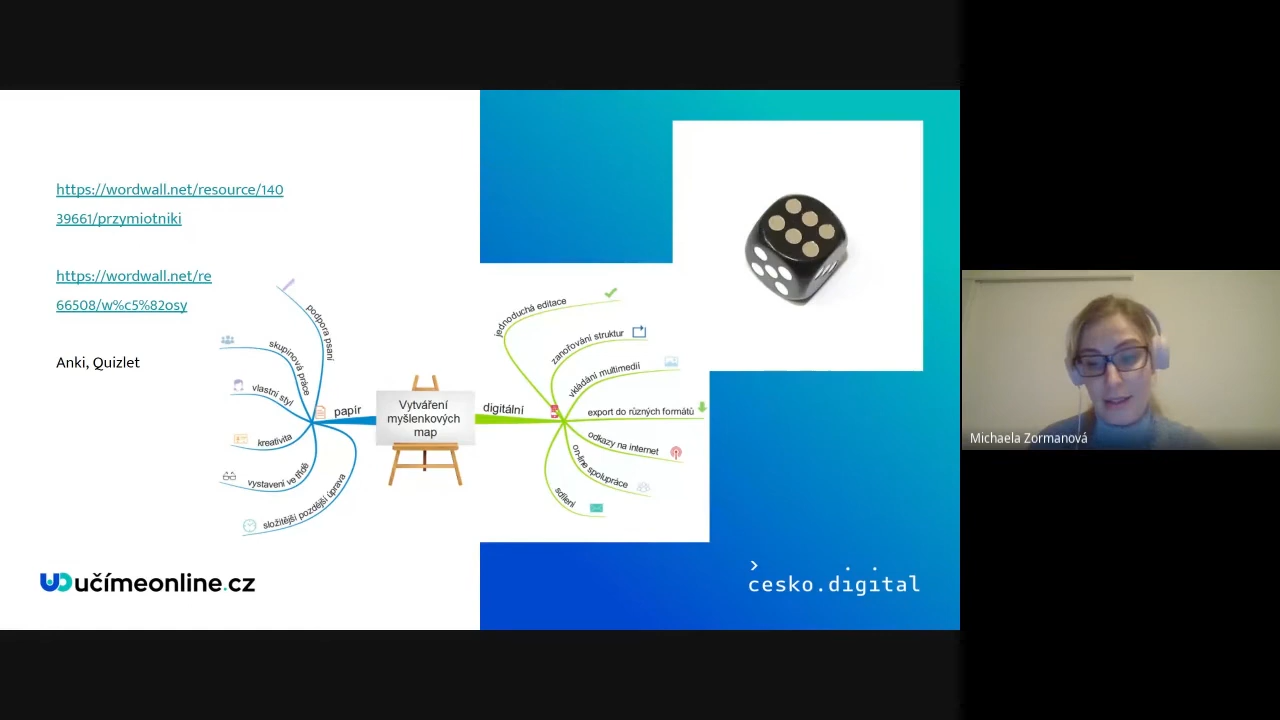 https://wordwall.net/resource/140
39661/przymiotniki
https://wordwall.net/re
66508/w%c5%82osy
Anki, Quizlet
podpora psaní
skupinová práce
vlastní styl
kreativita
vystavení ve třídě
složitější pozdější úprava
papír
Vytváření
myšlenkových
map
digitální
jednoduchá editace
zanořování struktur
vkládání multimedií
export do různých formátů
odkazy na internet
on-line spolupráce
sdílení
učímeonline.cz
česko.digital
Michaela Zormanová